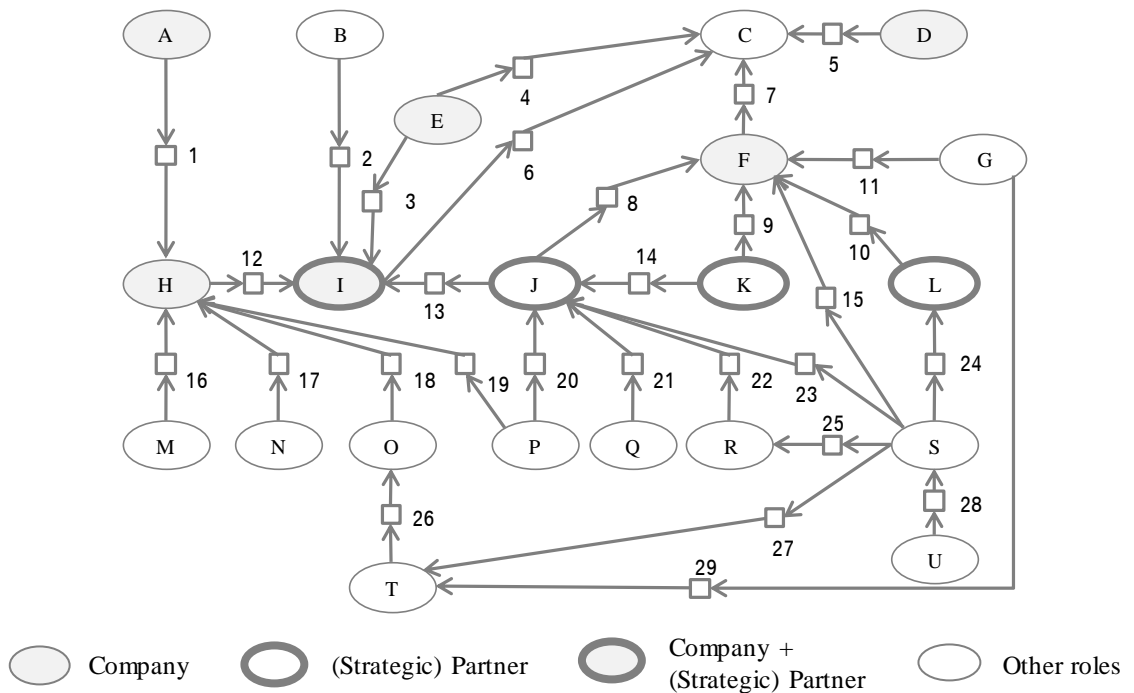 A
B
C
D
5
4
E
7
1
2
6
F
G
3
8
11
9
10
12
14
H
I
J
K
L
13
15
16
17
18
19
20
21
22
23
24
25
M
N
O
P
Q
R
S
26
28
27
U
29
T
Company
(Strategic) Partner
Company +
(Strategic) Partner
Other roles